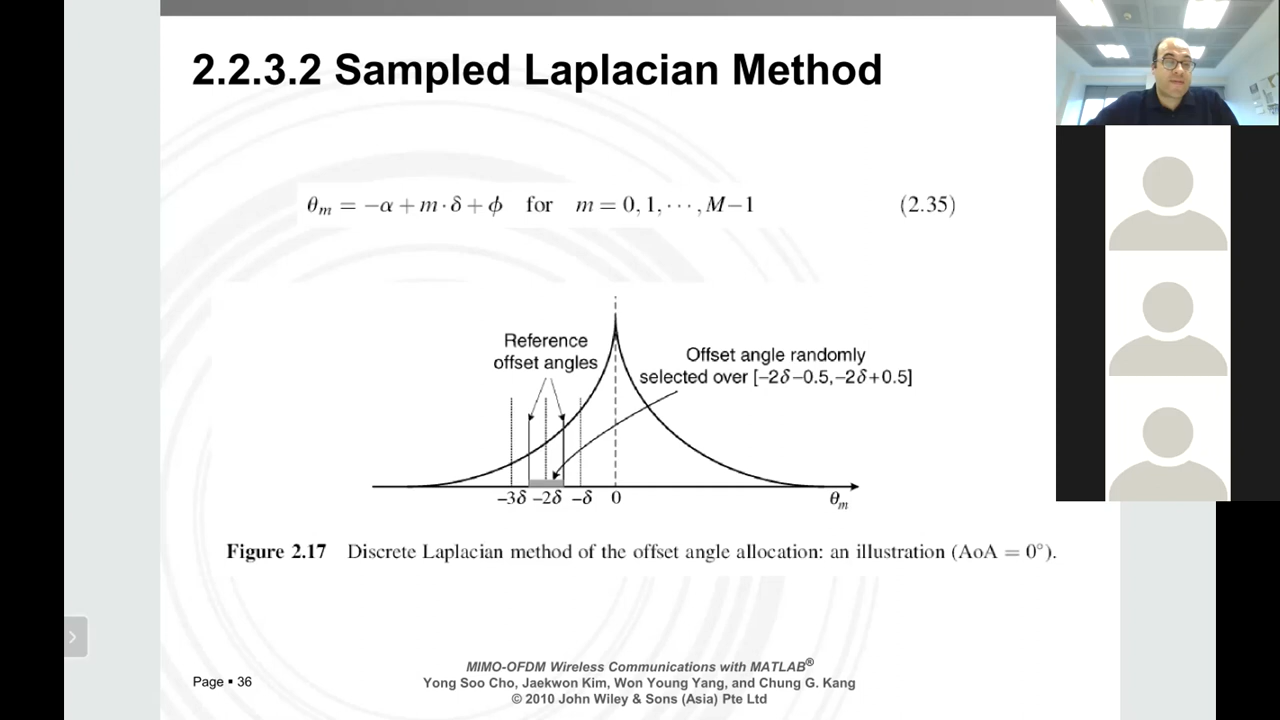 2.2.3.2 Sampled Laplacian Method
θm = −α + m·δ + ϕ for m = 0, 1, ···, M−1 (2.35)
Reference
offset angles
Offset angle randomly
selected over [−2δ−0.5,−2δ+0.5]
−3δ −2δ −δ 0 θm
Figure 2.17 Discrete Laplacian method of the offset angle allocation: an illustration (AoA = 0°).
MIMO-OFDM Wireless Communications with MATLAB®
Page ▪ 36
Yong Soo Cho, Jaekwon Kim, Won Young Yang, and Chung G. Kang
© 2010 John Wiley & Sons (Asia) Pte Ltd